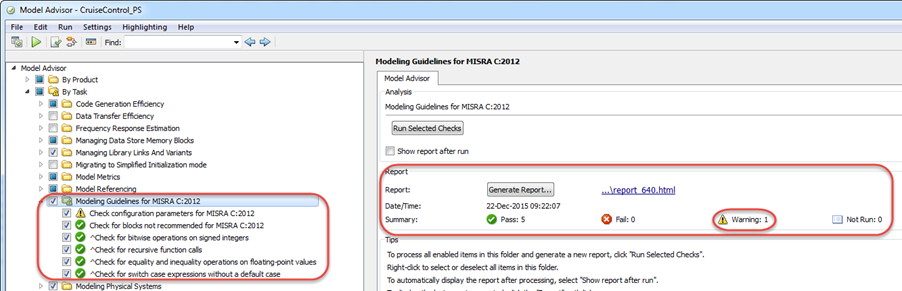 Model Advisor - CruiseControl_PS
File Edit Run Settings Highlighting Help
Find:
Model Advisor
By Product
By Task
Code Generation Efficiency
Data Transfer Efficiency
Frequency Response Estimation
Managing Data Store Memory Blocks
Managing Library Links And Variants
Migrating to Simplified Initialization mode
Model Metrics
Model Referencing
Modeling Guidelines for MISRA C:2012
Check configuration parameters for MISRA C:2012
Check for blocks not recommended for MISRA C:2012
^Check for bitwise operations on signed integers
^Check for recursive function calls
^Check for equality and inequality operations on floating-point values
^Check for switch case expressions without a default case
Modeling Physical Systems
Modeling Guidelines for MISRA C:2012
Model Advisor
Analysis
Modeling Guidelines for MISRA C:2012
Run Selected Checks
Show report after run
Report
Report: Generate Report... ...\report_640.html
Date/Time: 22-Dec-2015 09:22:07
Summary: Pass: 5 Fail: 0 Warning: 1 Not Run: 0
Tips
To process all enabled items in this folder and generate a new report, click "Run Selected Checks".
Right-click to select or deselect all items in this folder.
To automatically display the report after processing, select "Show report after run".